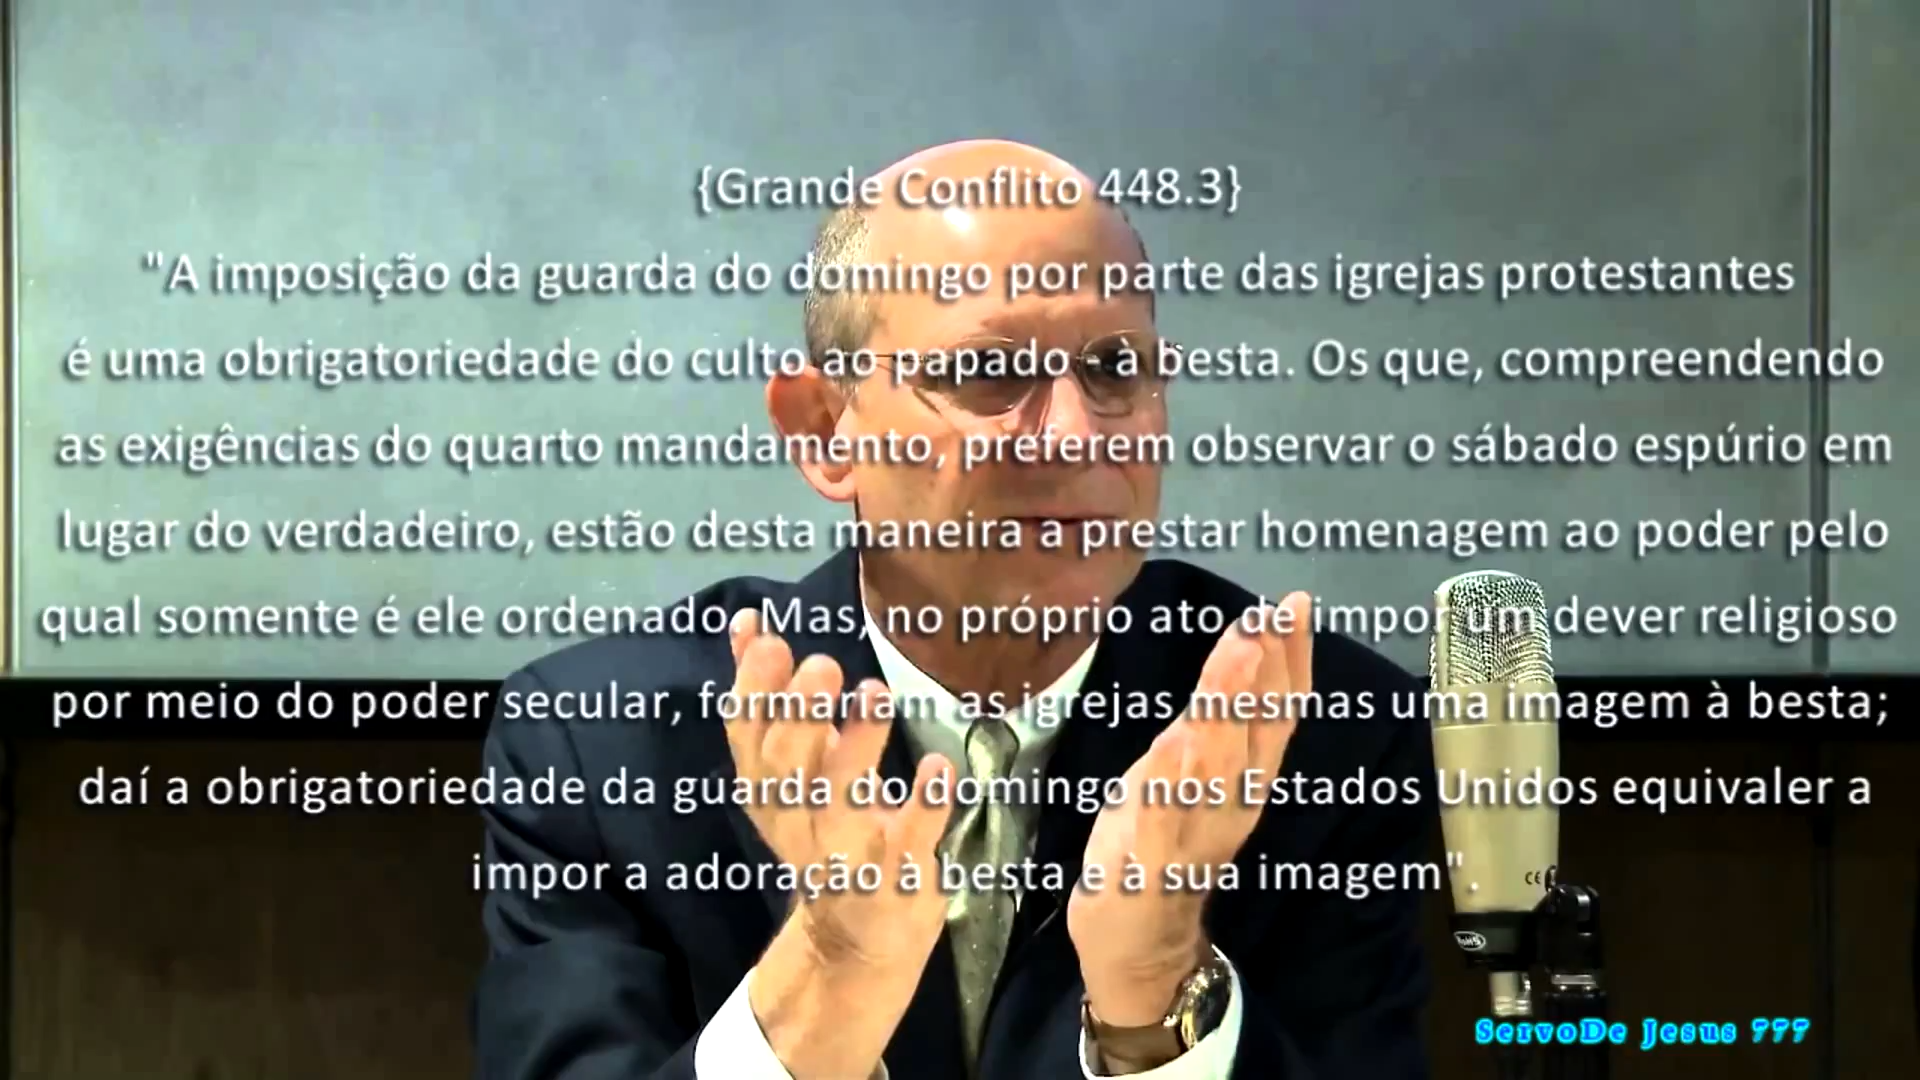 {Grande Conflito 448.3}
"A imposição da guarda do domingo por parte das igrejas protestantes
é uma obrigatoriedade do culto ao papado - à besta. Os que, compreendendo
as exigências do quarto mandamento, preferem observar o sábado espúrio em
lugar do verdadeiro, estão desta maneira a prestar homenagem ao poder pelo
qual somente é ele ordenado. Mas, no próprio ato de impor um dever religioso
por meio do poder secular, formariam as igrejas mesmas uma imagem à besta;
daí a obrigatoriedade da guarda do domingo nos Estados Unidos equivaler a
impor a adoração à besta e à sua imagem".
CE
RoHS
ServoDe Jesus 777